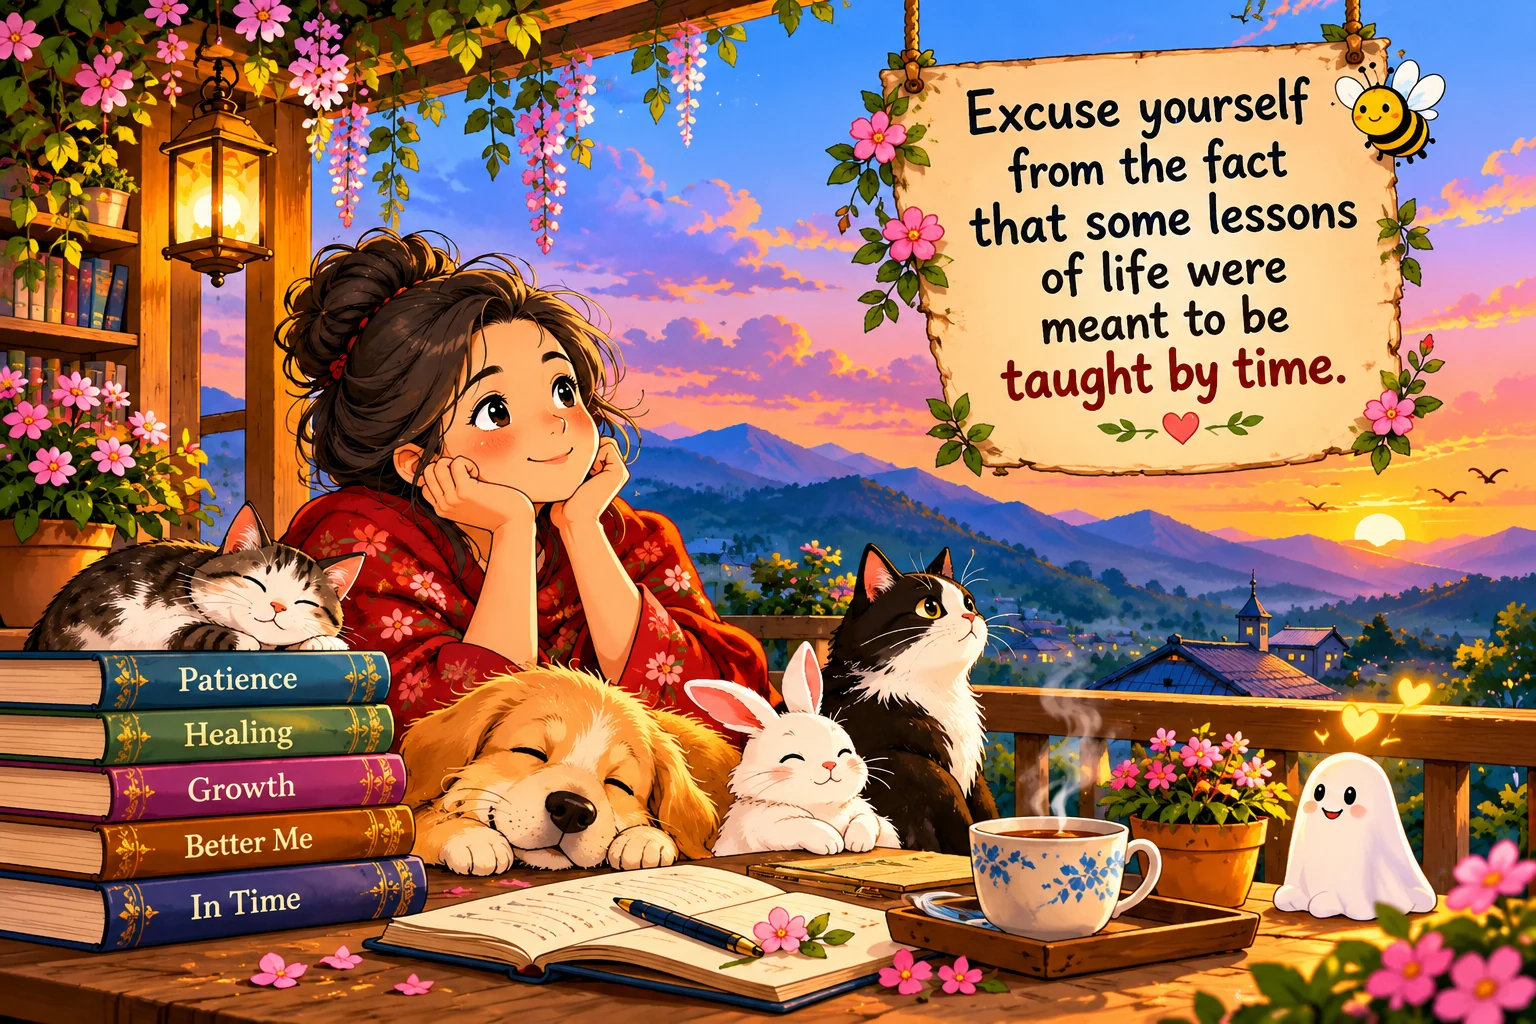 Excuse yourself
from the fact
that some lessons
of life were
meant to be
taught by time.
Patience
Healing
Growth
Better Me
In Time